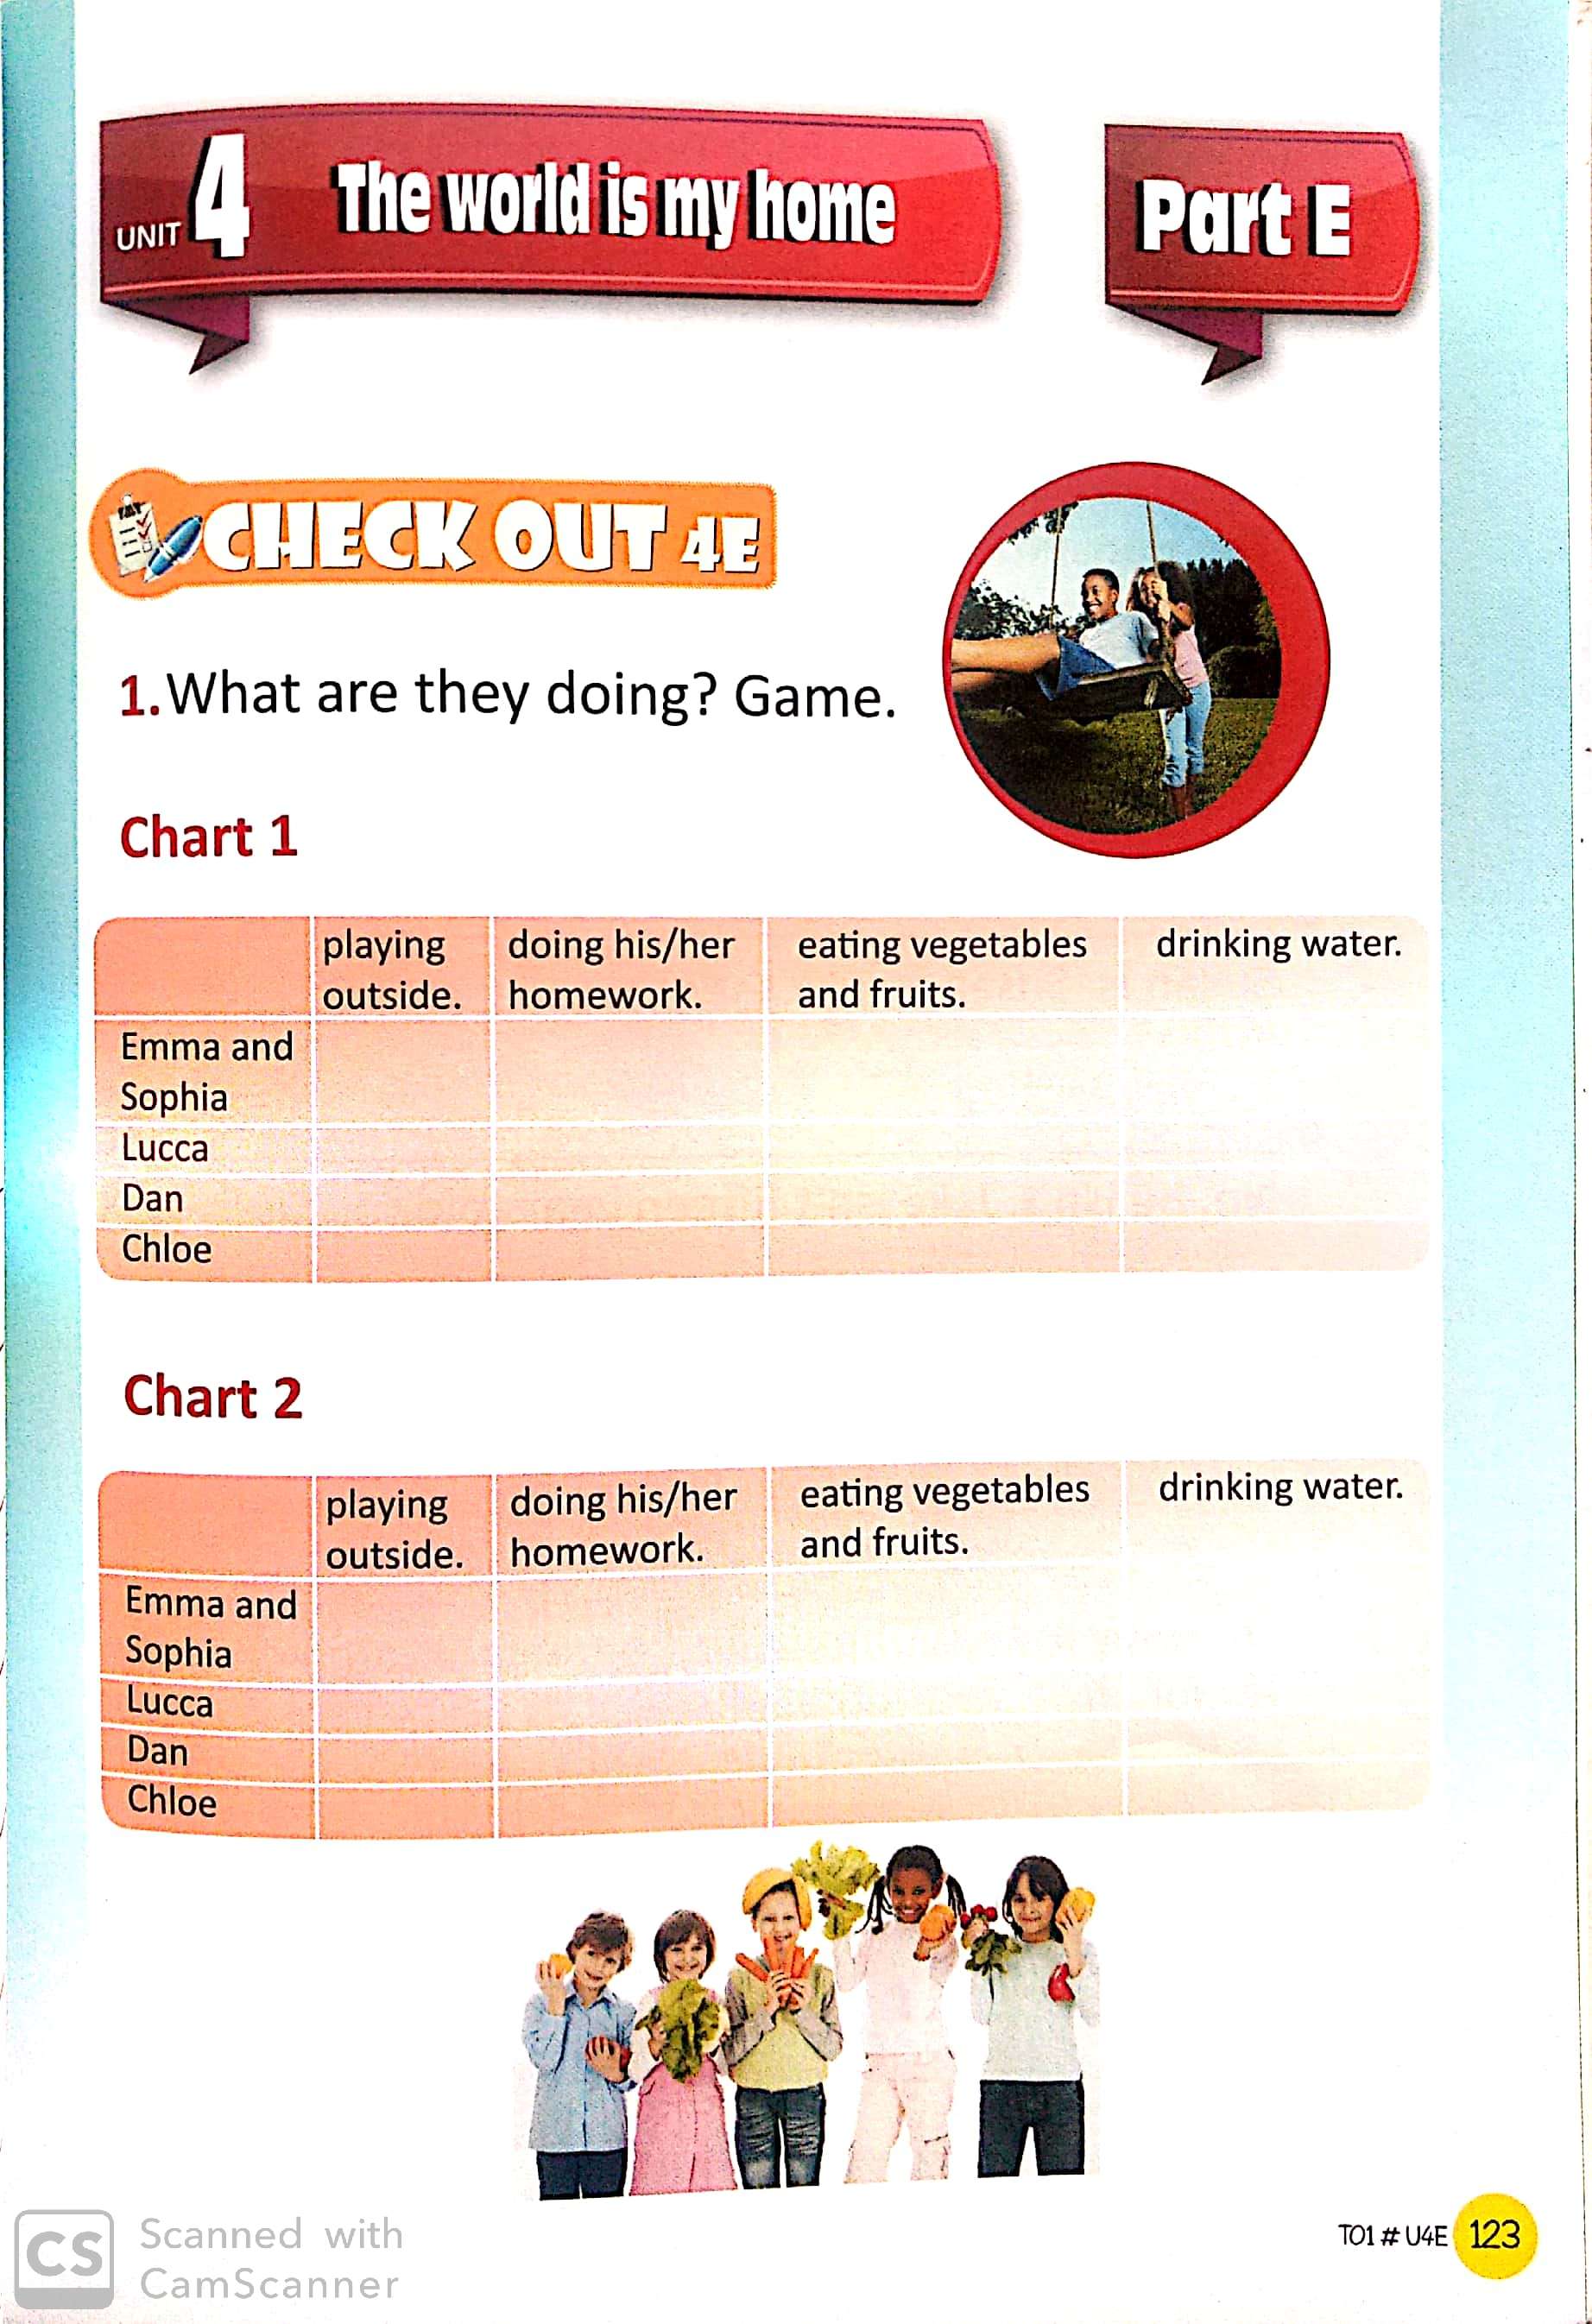 UNIT 4 The world is my home
Part E
CHECK OUT 4E
1. What are they doing? Game.
Chart 1
playing outside.
doing his/her homework.
eating vegetables and fruits.
drinking water.
Emma and Sophia
Lucca
Dan
Chloe
Chart 2
playing outside.
doing his/her homework.
eating vegetables and fruits.
drinking water.
Emma and Sophia
Lucca
Dan
Chloe
TO1 # U4E 123
CS Scanned with
CamScanner